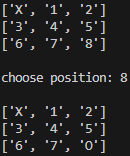 ['X', '1', '2']
['3', '4', '5']
['6', '7', '8']
choose position: 8
['X', '1', '2']
['3', '4', '5']
['6', '7', 'O']